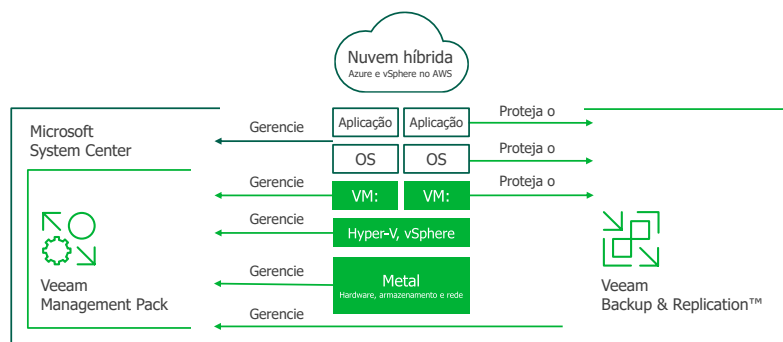 Nuvem híbrida
Azure e vSphere no AWS
Microsoft
System Center
Gerencie
Aplicação
Aplicação
Proteja o
OS
OS
Proteja o
Gerencie
VM:
VM:
Proteja o
Gerencie
Hyper-V, vSphere
Gerencie
Metal
Hardware, armazenamento e rede
Veeam
Management Pack
Veeam
Backup & Replication™
Gerencie